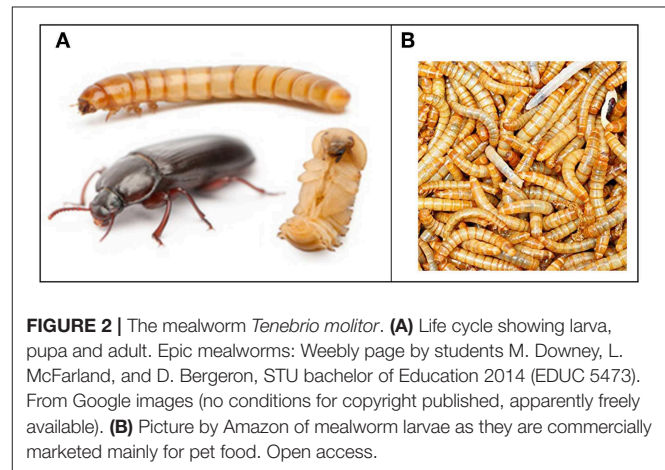 A
B
FIGURE 2 | The mealworm Tenebrio molitor. (A) Life cycle showing larva,
pupa and adult. Epic mealworms: Weebly page by students M. Downey, L.
McFarland, and D. Bergeron, STU bachelor of Education 2014 (EDUC 5473).
From Google images (no conditions for copyright published, apparently freely
available). (B) Picture by Amazon of mealworm larvae as they are commercially
marketed mainly for pet food. Open access.